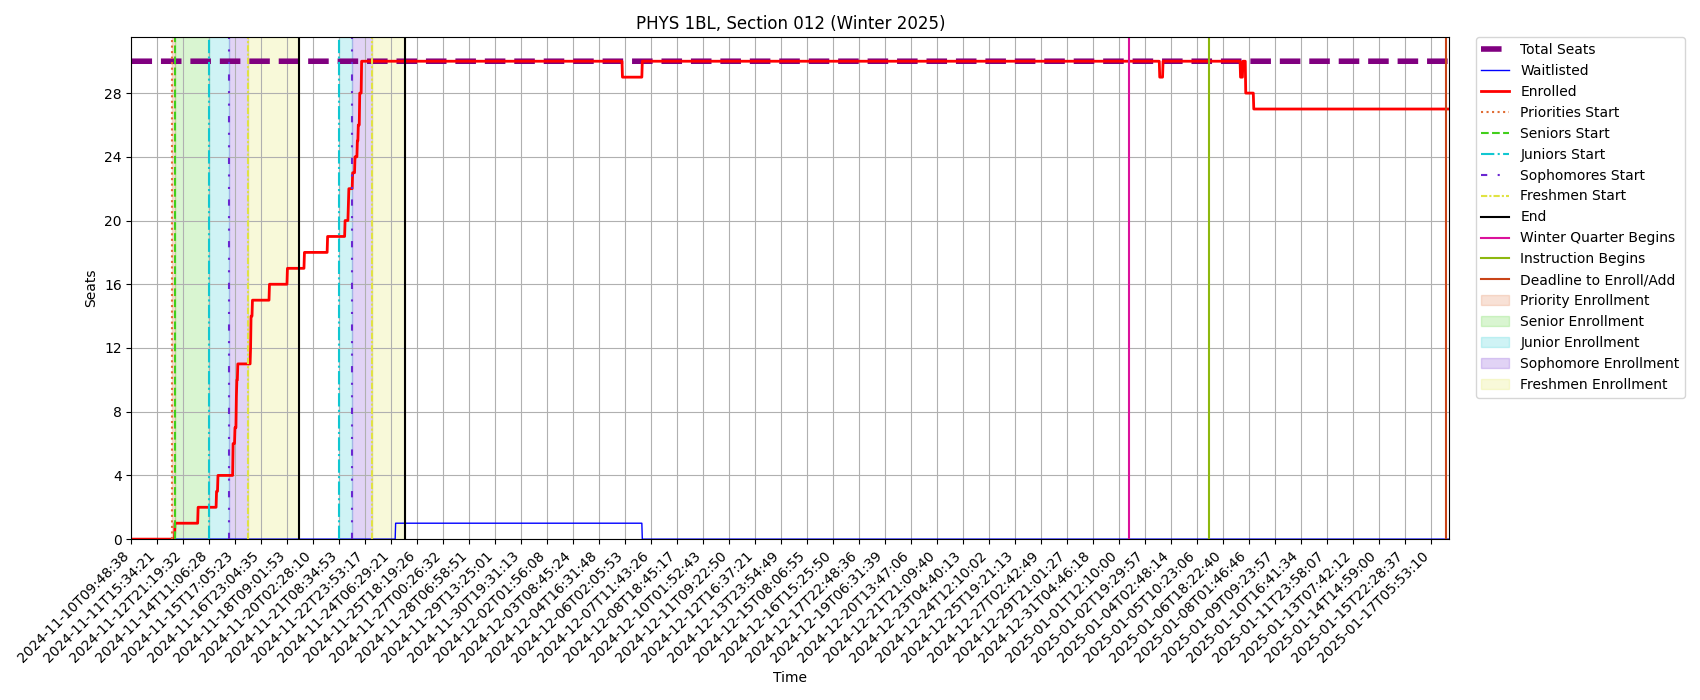 PHYS 1BL, Section 012 (Winter 2025)
Seats
28
24
20
16
12
8
4
0
2024-11-10T09:48:38
2024-11-11T15:34:21
2024-11-12T21:19:32
2024-11-14T11:06:28
2024-11-15T17:05:23
2024-11-16T23:04:35
2024-11-18T09:01:53
2024-11-20T02:28:10
2024-11-21T08:34:53
2024-11-22T23:53:17
2024-11-24T06:29:21
2024-11-25T18:19:26
2024-11-27T00:26:32
2024-11-28T06:58:51
2024-11-29T13:25:01
2024-11-30T19:31:13
2024-12-02T01:56:08
2024-12-03T08:45:24
2024-12-04T16:31:48
2024-12-06T02:05:53
2024-12-07T11:43:26
2024-12-08T18:45:17
2024-12-10T01:52:43
2024-12-11T09:22:50
2024-12-12T16:37:21
2024-12-13T23:54:49
2024-12-15T08:06:55
2024-12-16T15:25:50
2024-12-17T22:48:36
2024-12-19T06:31:39
2024-12-20T13:47:06
2024-12-21T21:09:40
2024-12-23T04:40:13
2024-12-24T12:10:02
2024-12-25T19:21:13
2024-12-27T02:42:49
2024-12-29T21:01:27
2024-12-31T04:46:18
2025-01-01T12:10:00
2025-01-02T19:29:57
2025-01-04T02:48:14
2025-01-05T10:23:06
2025-01-06T18:22:40
2025-01-08T01:46:46
2025-01-09T09:23:57
2025-01-10T16:41:34
2025-01-11T23:58:07
2025-01-13T07:42:12
2025-01-14T14:59:00
2025-01-15T22:28:37
2025-01-17T05:53:10
Time
Total Seats
Waitlisted
Enrolled
Priorities Start
Seniors Start
Juniors Start
Sophomores Start
Freshmen Start
End
Winter Quarter Begins
Instruction Begins
Deadline to Enroll/Add
Priority Enrollment
Senior Enrollment
Junior Enrollment
Sophomore Enrollment
Freshmen Enrollment